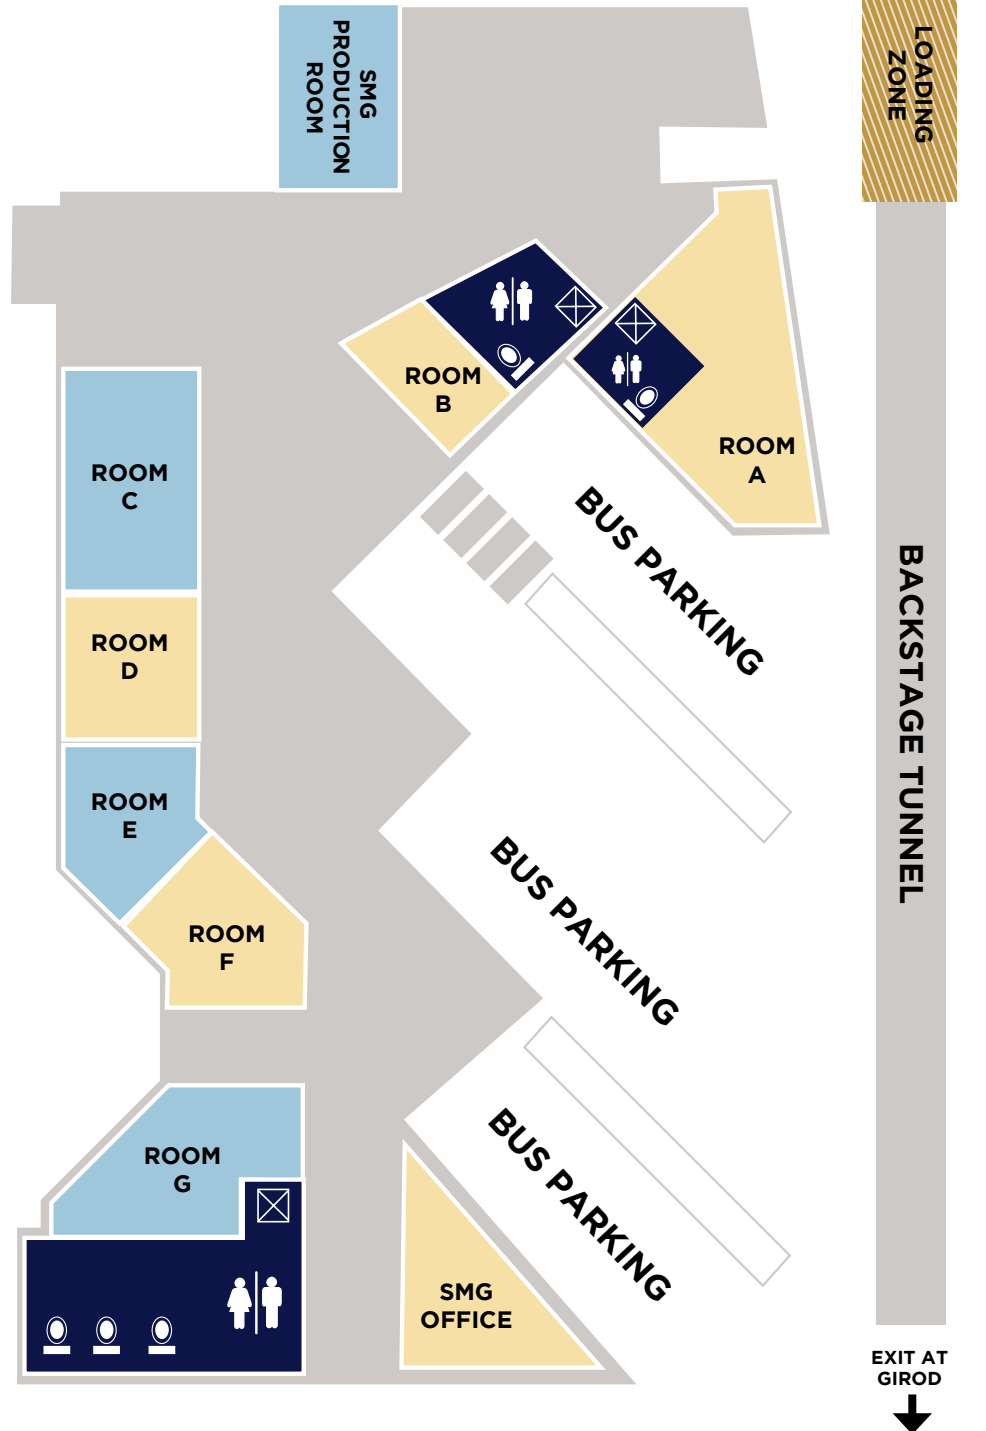 SMG
PRODUCTION
ROOM
LOADING
ZONE
ROOM
B
ROOM
A
ROOM
C
BUS PARKING
ROOM
D
BACKSTAGE TUNNEL
ROOM
E
BUS PARKING
ROOM
F
ROOM
G
BUS PARKING
SMG
OFFICE
EXIT AT
GIROD